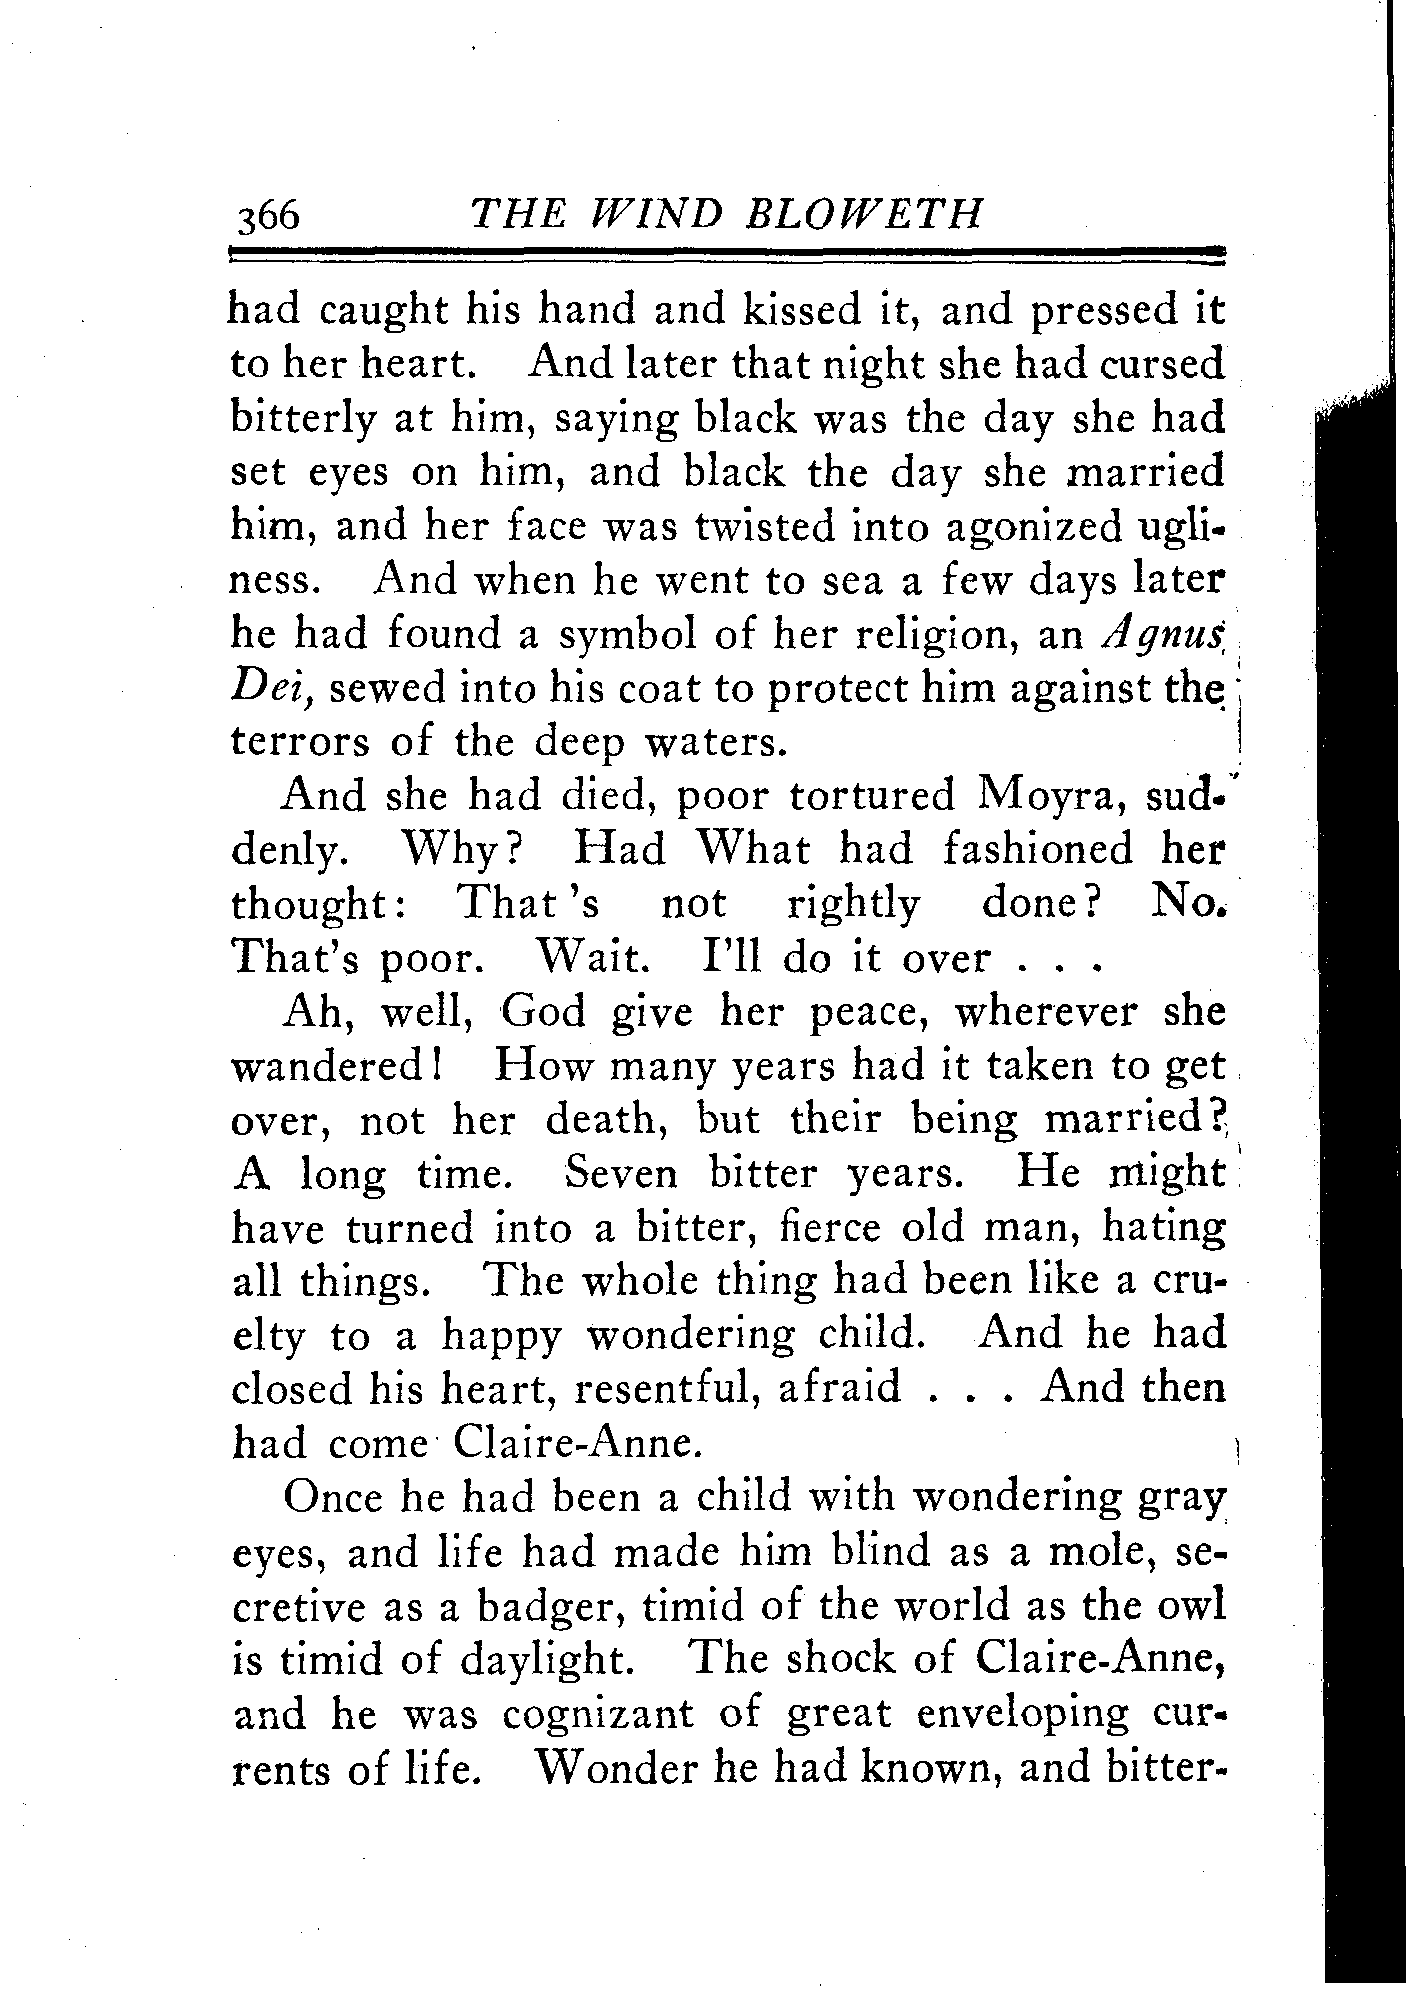 366 THE WIND BLOWETH
had caught his hand and kissed it, and pressed it
to her heart. And later that night she had cursed
bitterly at him, saying black was the day she had
set eyes on him, and black the day she married
him, and her face was twisted into agonized ugli-
ness. And when he went to sea a few days later
he had found a symbol of her religion, an Agnus
Dei, sewed into his coat to protect him against the
terrors of the deep waters.
And she had died, poor tortured Moyra, sud-
denly. Why? Had What had fashioned her
thought: That 's not rightly done? No.
That's poor. Wait. I'll do it over . . .
Ah, well, God give her peace, wherever she
wandered! How many years had it taken to get
over, not her death, but their being married?
A long time. Seven bitter years. He might
have turned into a bitter, fierce old man, hating
all things. The whole thing had been like a cru-
elty to a happy wondering child. And he had
closed his heart, resentful, afraid . . . And then
had come Claire-Anne.
Once he had been a child with wondering gray
eyes, and life had made him blind as a mole, se-
cretive as a badger, timid of the world as the owl
is timid of daylight. The shock of Claire-Anne,
and he was cognizant of great enveloping cur-
rents of life. Wonder he had known, and bitter-